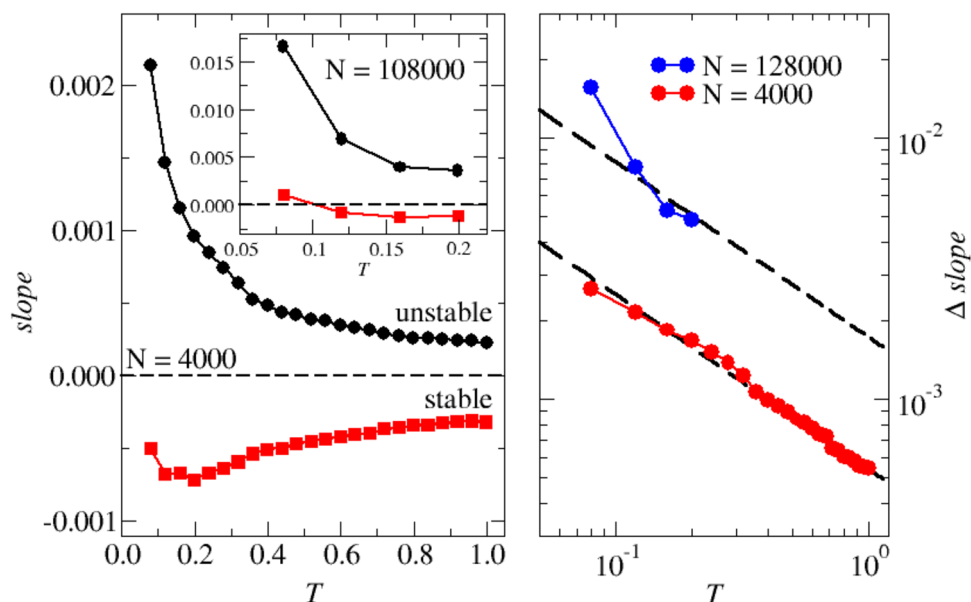 0.002
0.001
0.000
-0.001
slope
0.0
0.2
0.4
0.6
0.8
1.0
T
N = 4000
unstable
stable
N = 108000
0.015
0.010
0.005
0.000
0.05
0.1
0.15
0.2
T
N = 128000
N = 4000
10-2
10-3
Δ slope
10-1
100
T